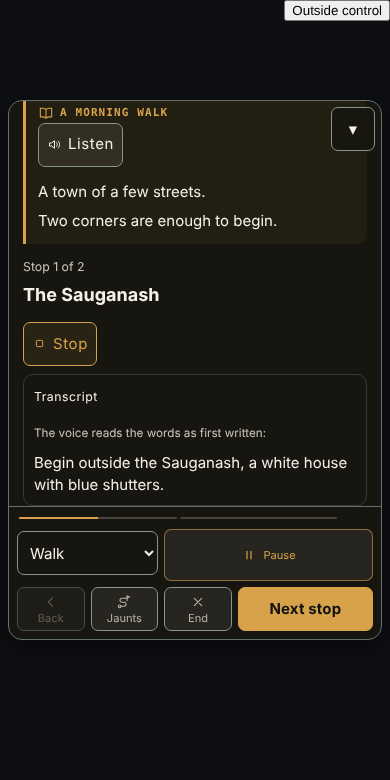 Outside control
A MORNING WALK
▼
Listen
A town of a few streets.
Two corners are enough to begin.
Stop 1 of 2
The Sauganash
Stop
Transcript
The voice reads the words as first written:
Begin outside the Sauganash, a white house
with blue shutters.
Walk
Pause
Back
Jaunts
End
Next stop